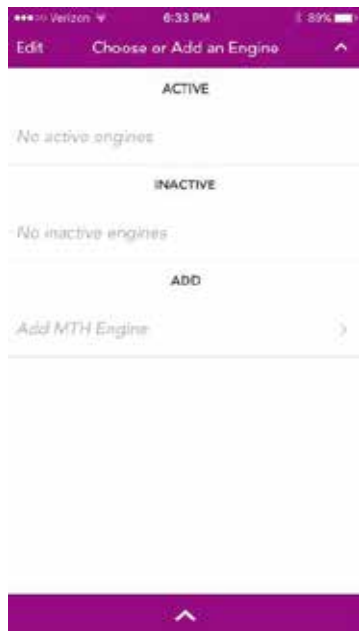 Verizon 6:33 PM 89%
Edit Choose or Add an Engine
ACTIVE
No active engines
INACTIVE
No inactive engines
ADD
Add MTH Engine